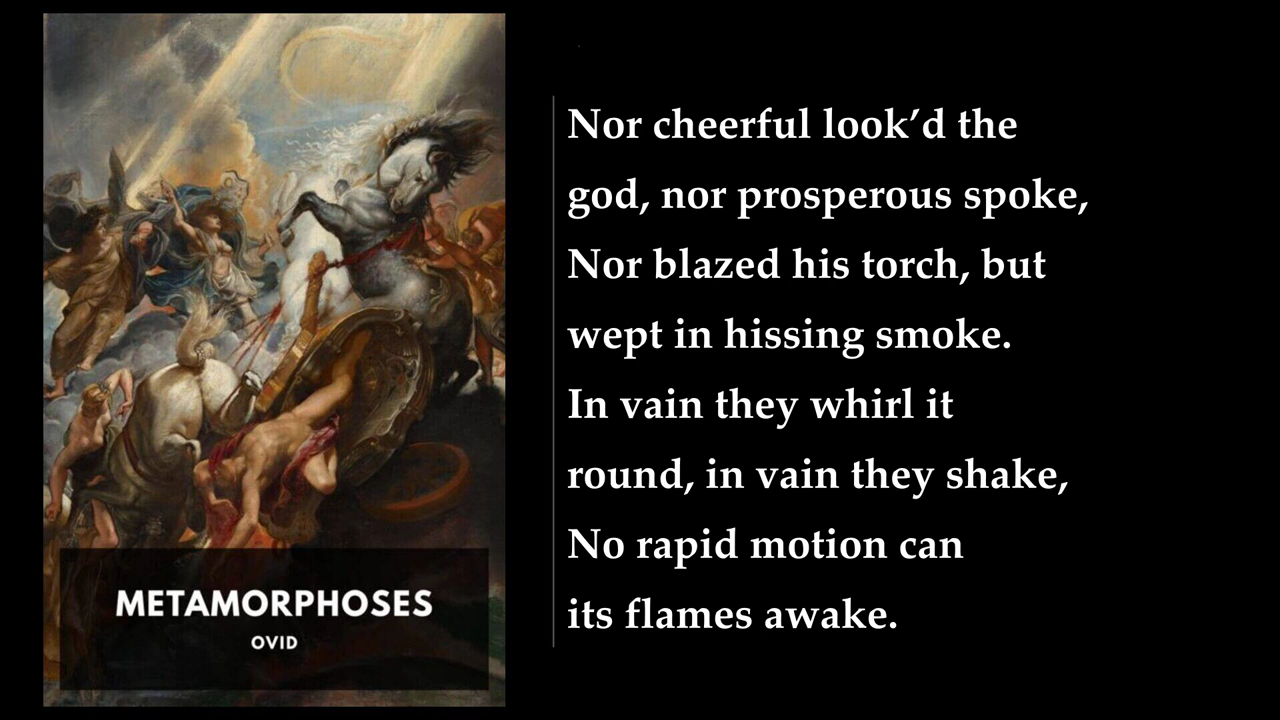 METAMORPHOSES
OVID
Nor cheerful look’d the
god, nor prosperous spoke,
Nor blazed his torch, but
wept in hissing smoke.
In vain they whirl it
round, in vain they shake,
No rapid motion can
its flames awake.